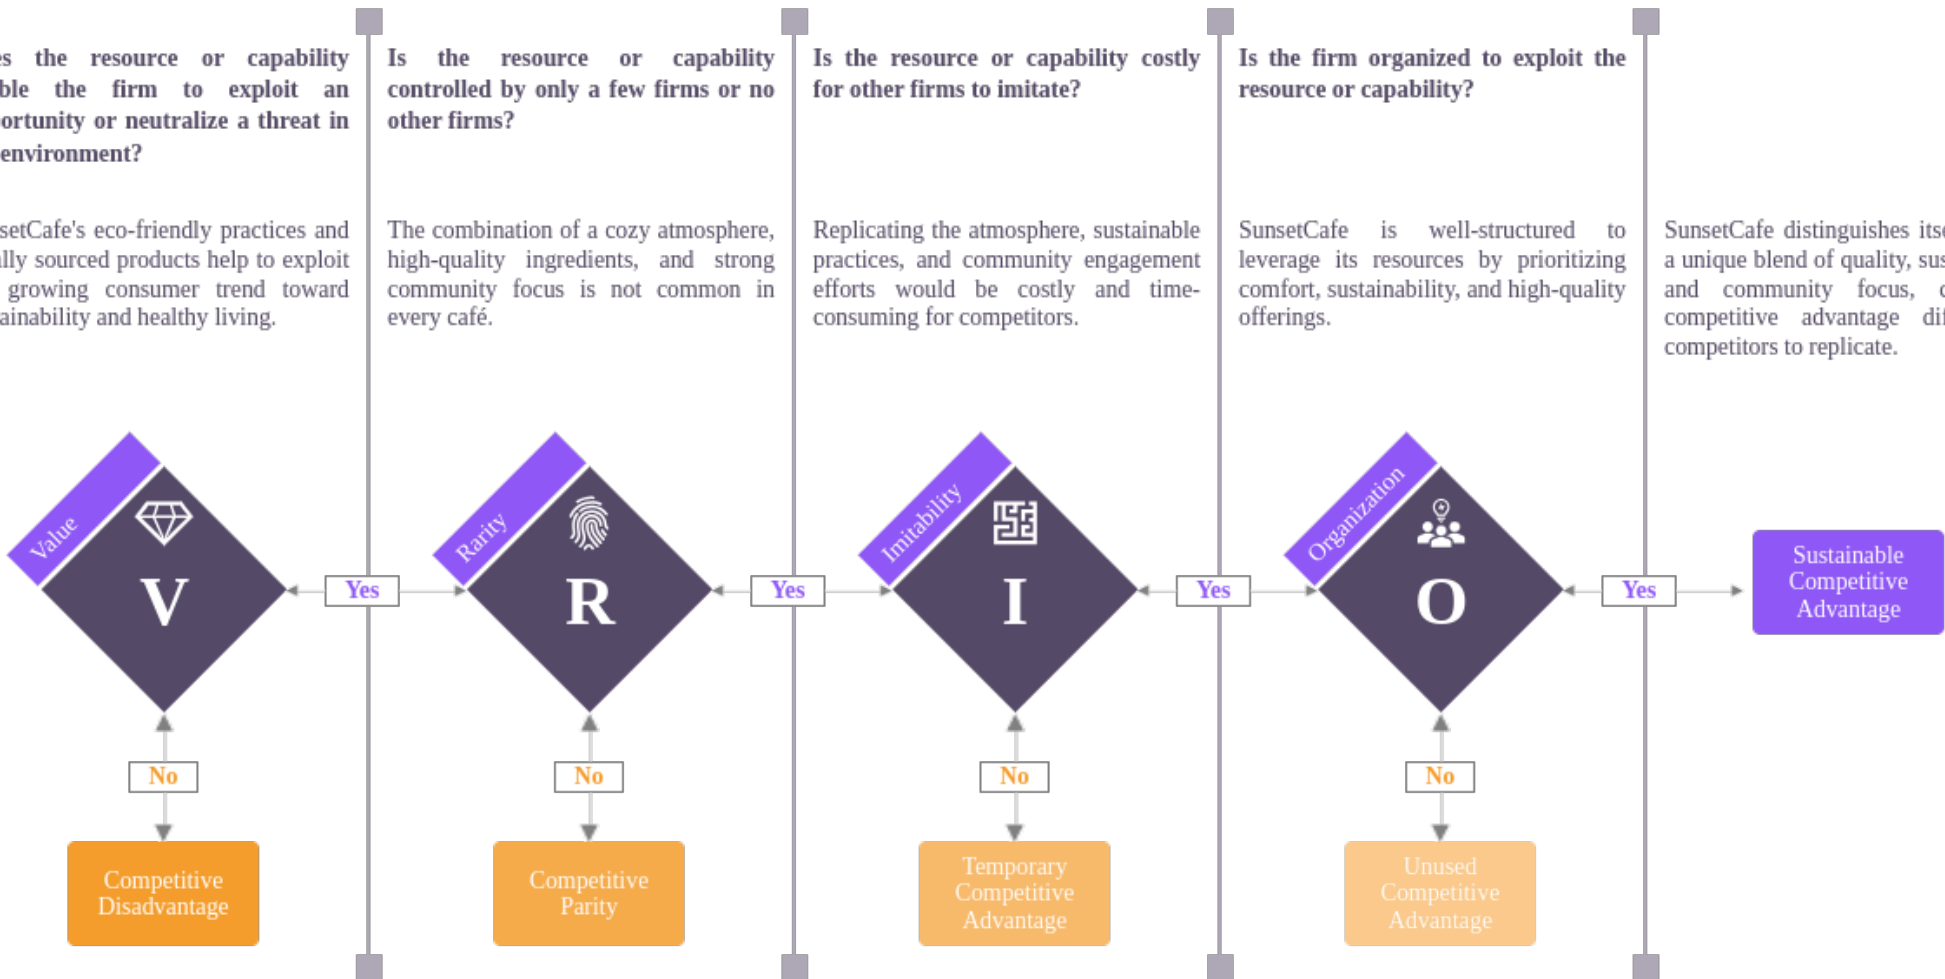 the resource or capability
the firm to exploit an
or neutralize a threat in
environment?
eco-friendly practices and
sourced products help to exploit
growing consumer trend toward
and healthy living.
Is the resource or capability
controlled by only a few firms or no
other firms?
The combination of a cozy atmosphere,
high-quality ingredients, and strong
community focus is not common in
every café.
Is the resource or capability costly
for other firms to imitate?
Replicating the atmosphere, sustainable
practices, and community engagement
efforts would be costly and time-
consuming for competitors.
Is the firm organized to exploit the
resource or capability?
SunsetCafe is well-structured to
leverage its resources by prioritizing
comfort, sustainability, and high-quality
offerings.
SunsetCafe distinguishes
a unique blend of quality,
and community focus,
competitive advantage
competitors to replicate.
Value
V
Yes
Rarity
R
Yes
Imitability
I
Yes
Organization
O
Yes
Sustainable
Competitive
Advantage
No
No
No
No
Competitive
Disadvantage
Competitive
Parity
Temporary
Competitive
Advantage
Unused
Competitive
Advantage